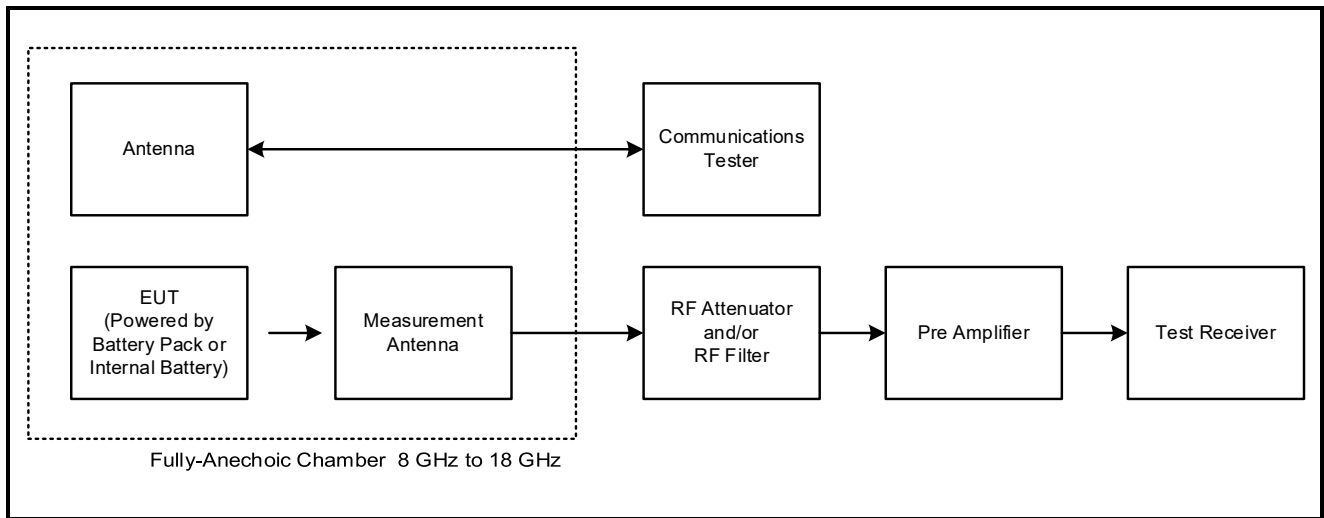 Antenna
Communications
Tester
EUT
(Powered by
Battery Pack or
Internal Battery)
Measurement
Antenna
RF Attenuator
and/or
RF Filter
Pre Amplifier
Test Receiver
Fully-Anechoic Chamber 8 GHz to 18 GHz